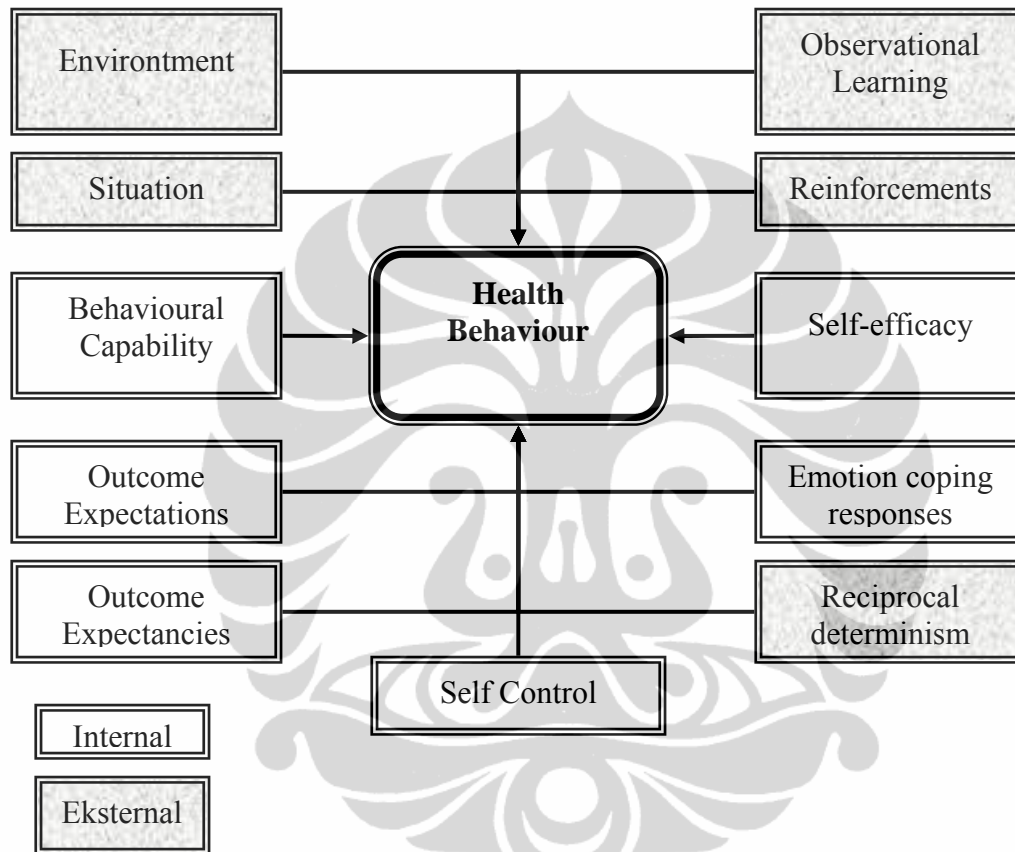 Environtment
Observational
Learning
Situation
Reinforcements
Health
Behaviour
Behavioural
Capability
Self-efficacy
Outcome
Expectations
Emotion coping
responses
Outcome
Expectancies
Reciprocal
determinism
Self Control
Internal
Eksternal